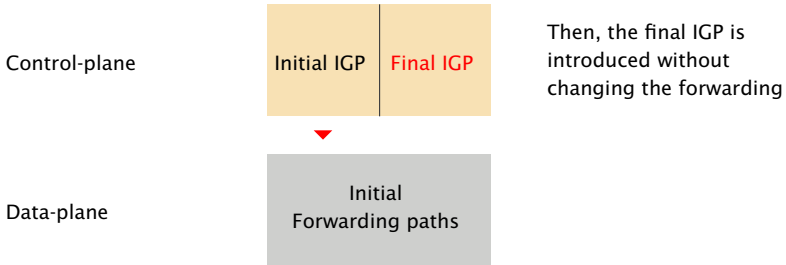 Control-plane
Initial IGP
Final IGP
Then, the final IGP is
introduced without
changing the forwarding
Data-plane
Initial
Forwarding paths